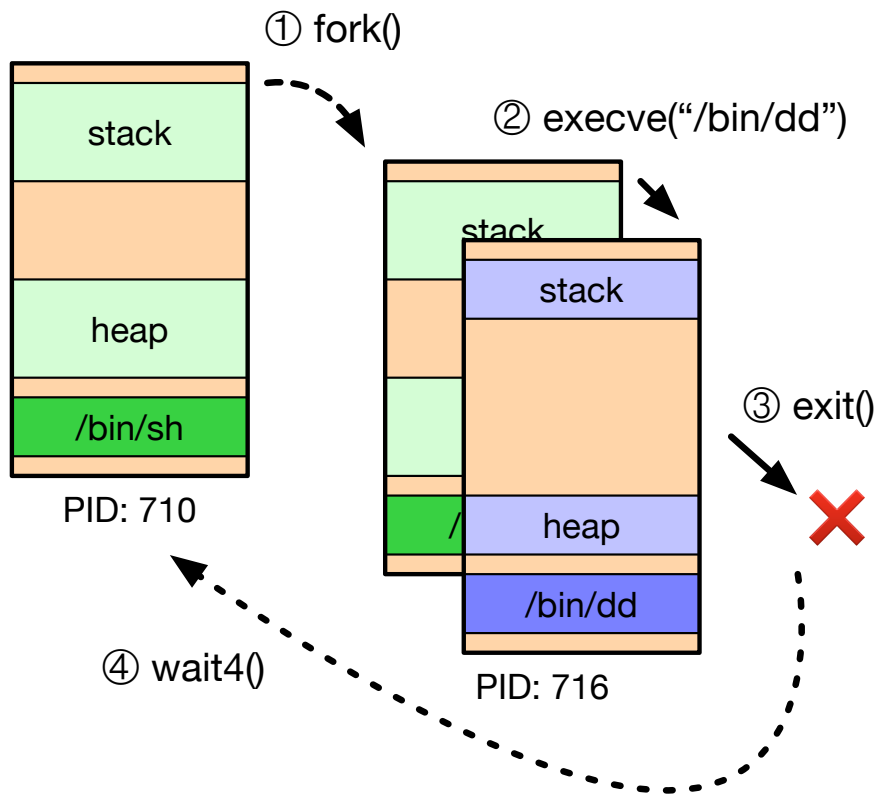 ① fork()
stack
heap
/bin/sh
PID: 710
② execve(“/bin/dd”)
stack
/
stack
heap
/bin/dd
PID: 716
③ exit()
④ wait4()